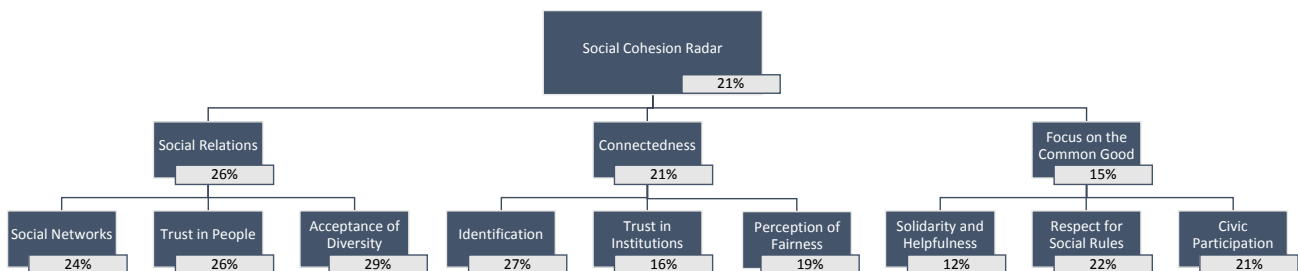 Social Cohesion Radar
21%
Social Relations
26%
Connectedness
21%
Focus on the
Common Good
15%
Social Networks
24%
Trust in People
26%
Acceptance of
Diversity
29%
Identification
27%
Trust in
Institutions
16%
Perception of
Fairness
19%
Solidarity and
Helpfulness
12%
Respect for
Social Rules
22%
Civic
Participation
21%